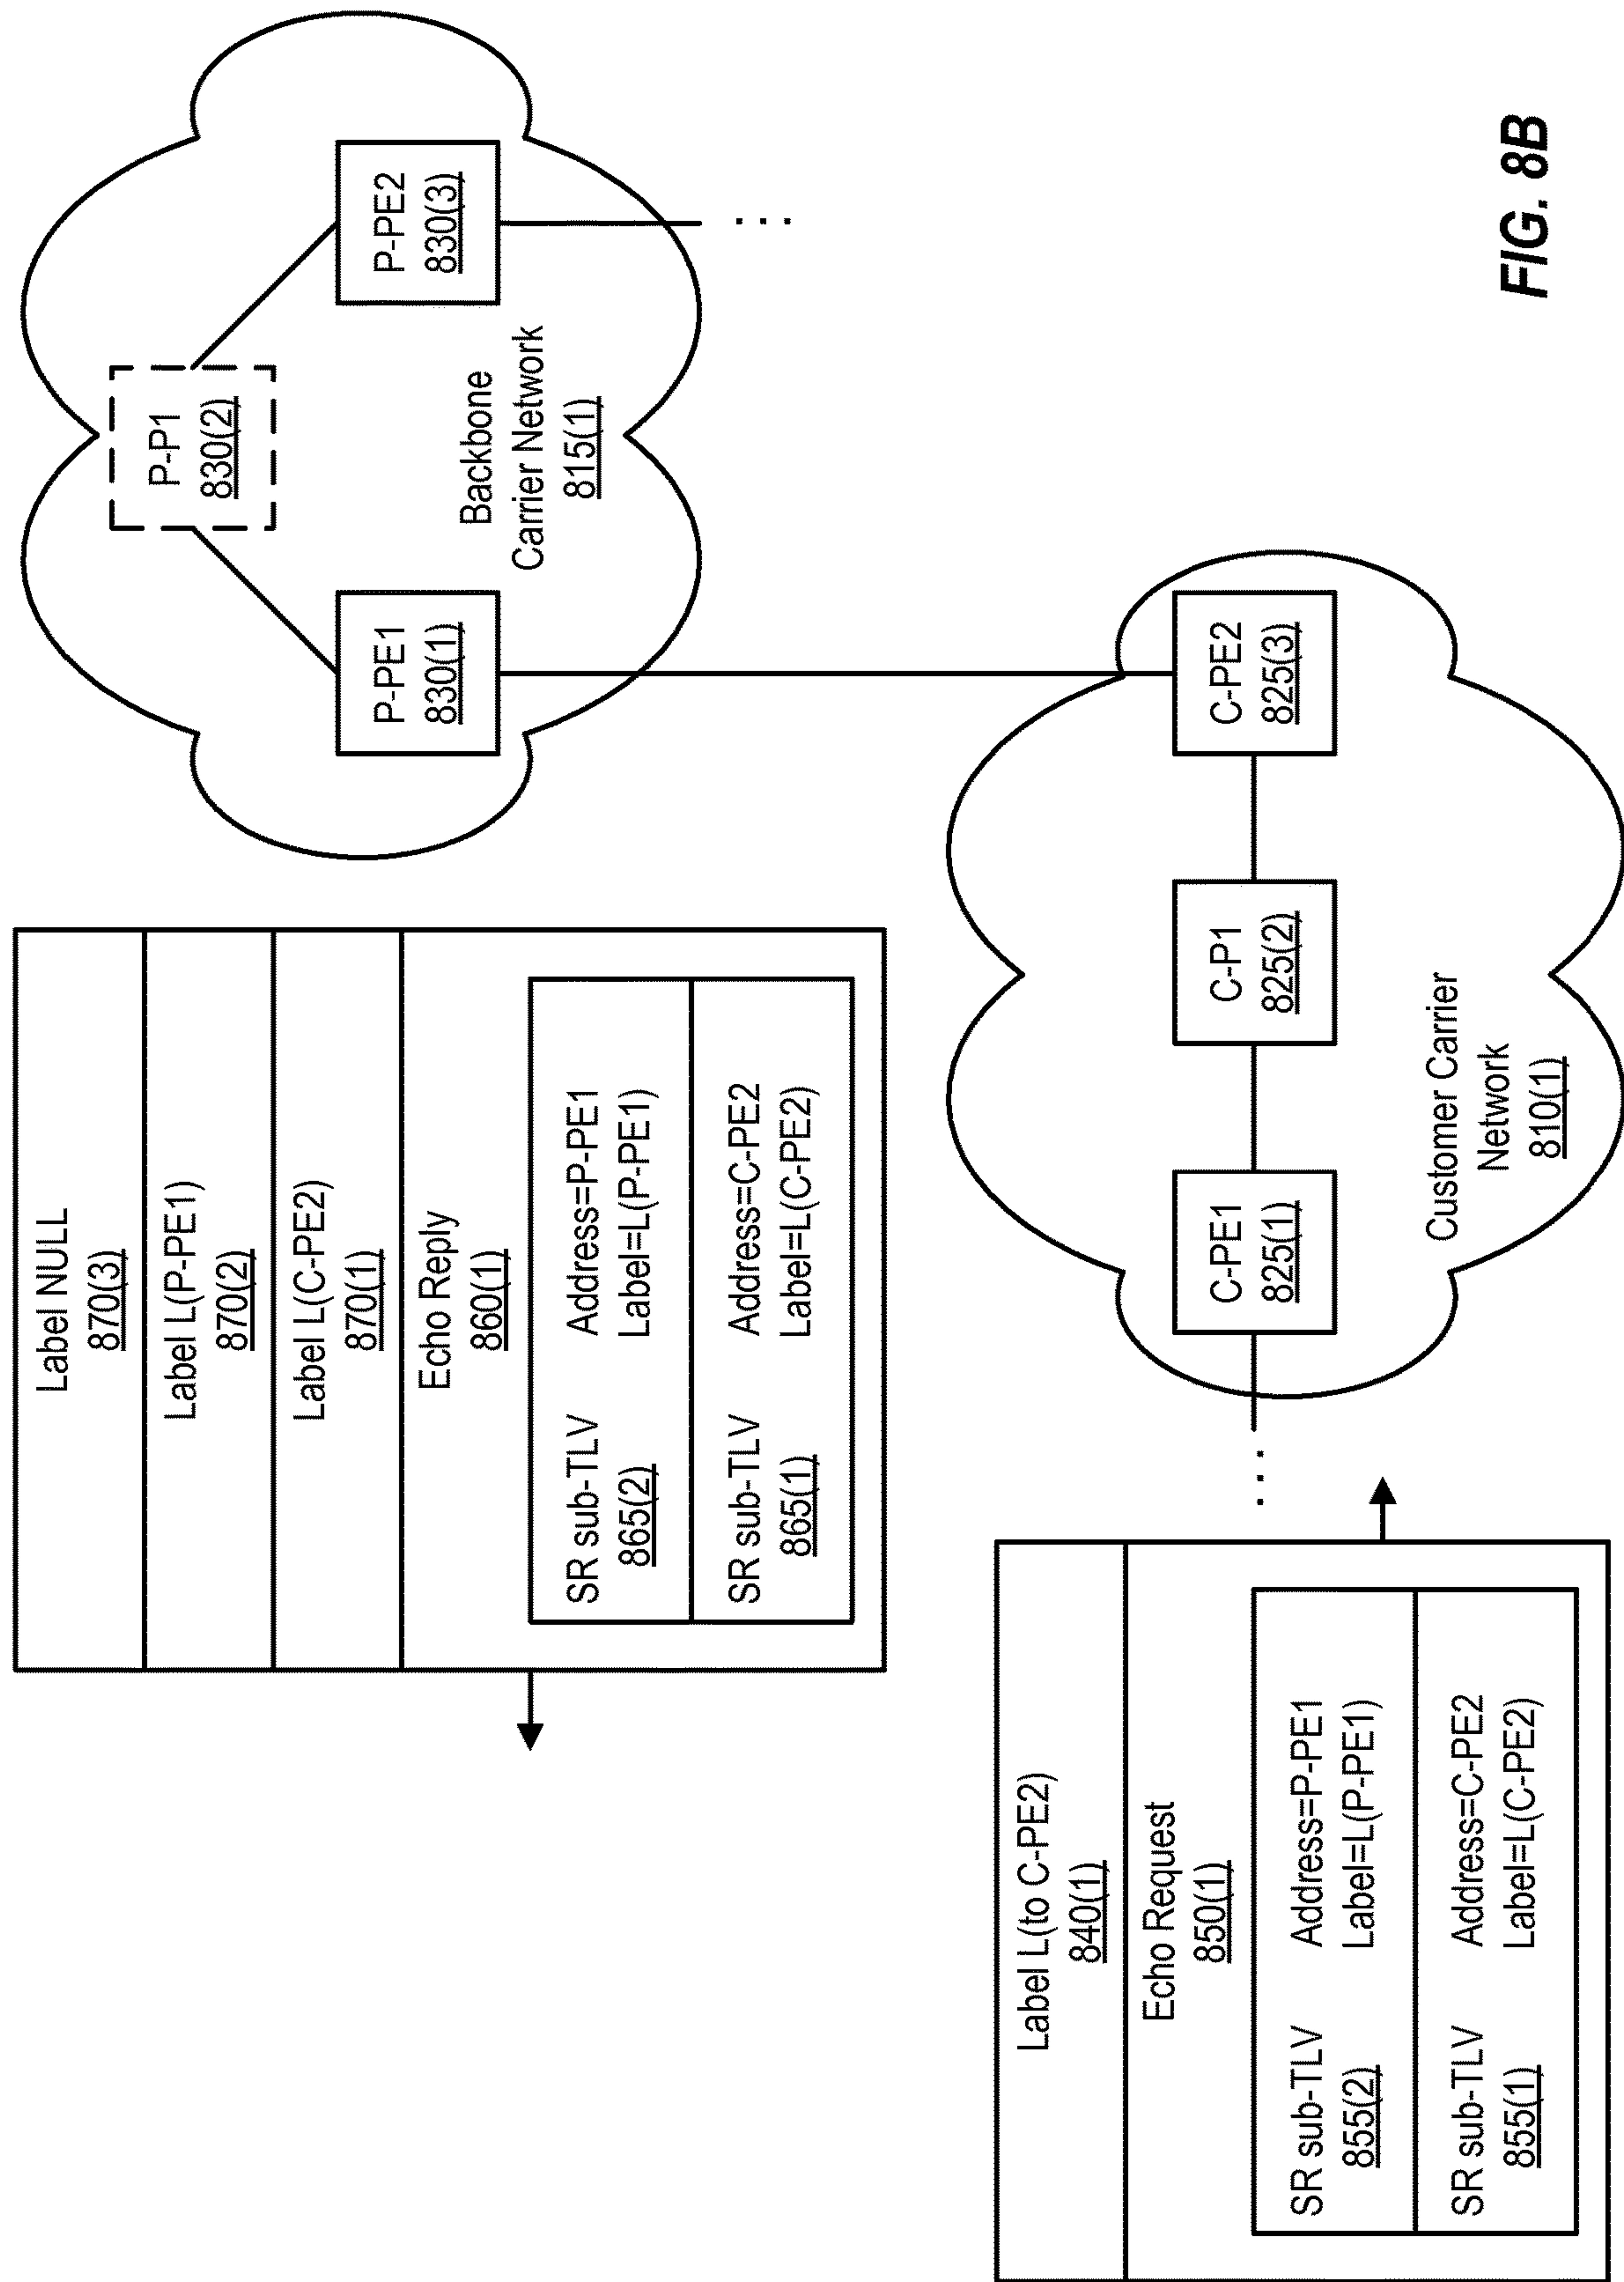 Label NULL
870(3)
Label L(P-PE1)
870(2)
Label L(C-PE2)
870(1)
Echo Reply
860(1)
SR sub-TLV
865(2)
Address=P-PE1
Label=L(P-PE1)
SR sub-TLV
865(1)
Address=C-PE2
Label=L(C-PE2)
P-P1
830(2)
P-PE1
830(1)
P-PE2
830(3)
Backbone
Carrier Network
815(1)
...
Label L(to C-PE2)
840(1)
Echo Request
850(1)
SR sub-TLV
855(2)
Address=P-PE1
Label=L(P-PE1)
SR sub-TLV
855(1)
Address=C-PE2
Label=L(C-PE2)
...
C-PE1
825(1)
C-P1
825(2)
C-PE2
825(3)
Customer Carrier
Network
810(1)
FIG. 8B